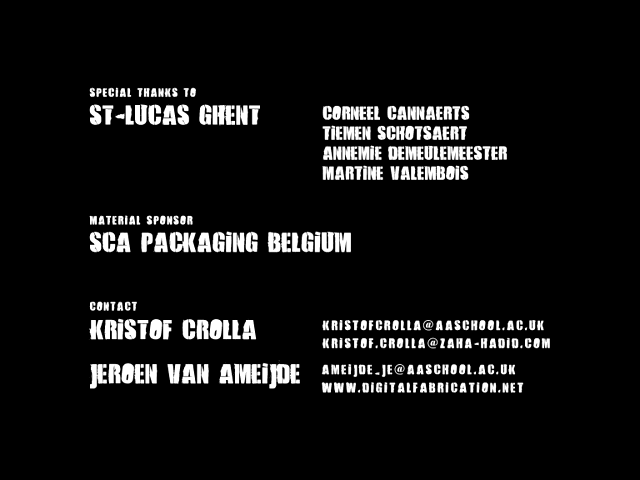 SPECIAL THANKS TO
ST-LUCAS GHENT
CORNEEL CANNAERTS
TIEMEN SCHOTSAERT
ANNEMIE DEMEULEMEESTER
MARTINE VALEMBOIS
MATERIAL SPONSOR
SCA PACKAGING BELGIUM
CONTACT
KRISTOF CROLLA
KRISTOFCROLLA@AASCHOOL.AC.UK
KRISTOF.CROLLA@ZAHA-HADID.COM
JEROEN VAN AMEIJDE
AMEIJDE_JE@AASCHOOL.AC.UK
WWW.DIGITALFABRICATION.NET